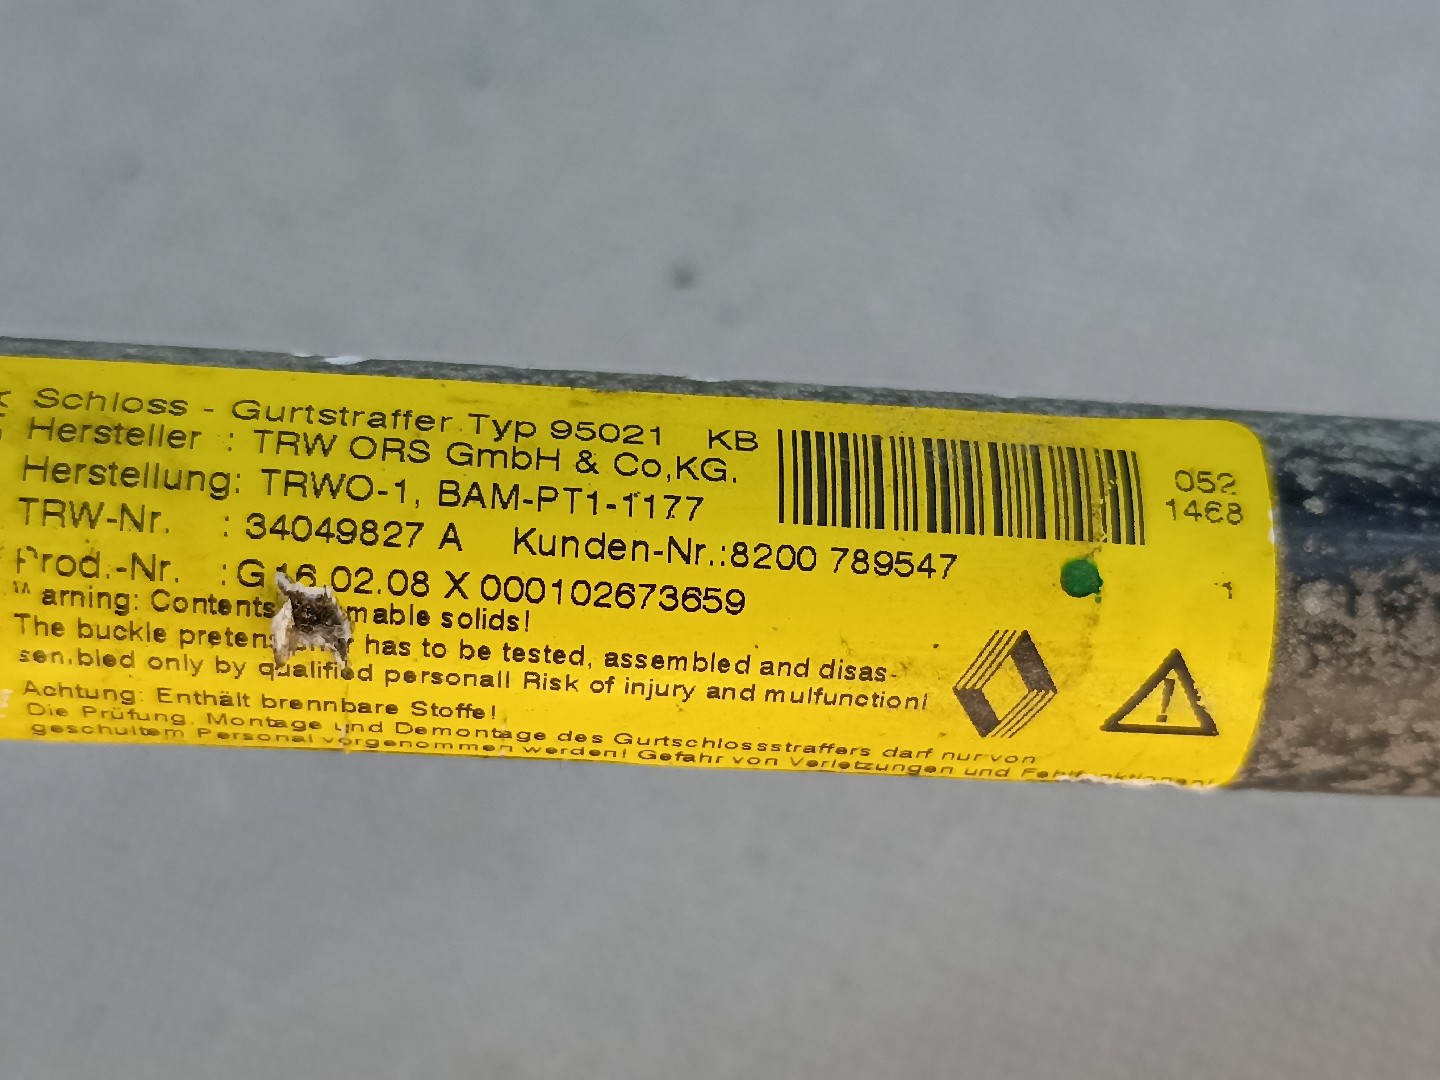 Schloss - Gurtstraffer Typ 95021 KB
Hersteller : TRW ORS GmbH & Co,KG.
Herstellung: TRWO-1, BAM-PT1-1177
TRW-Nr. : 34049827 A Kunden-Nr.:8200 789547
Prod.-Nr. : G 16.02.08 X 000102673659
arning: Contents mable solids!
The buckle preten r has to be tested, assembled and disas-
sembled only by qualified personall Risk of injury and mulfunction!
Achtung: Enthält brennbare Stoffe!
Die Prüfung, Montage und Demontage des Gurtschlossstraffers darf nur von
geschultem Personal vorgenommen werden! Gefahr von Verletzungen und
052
1468
1